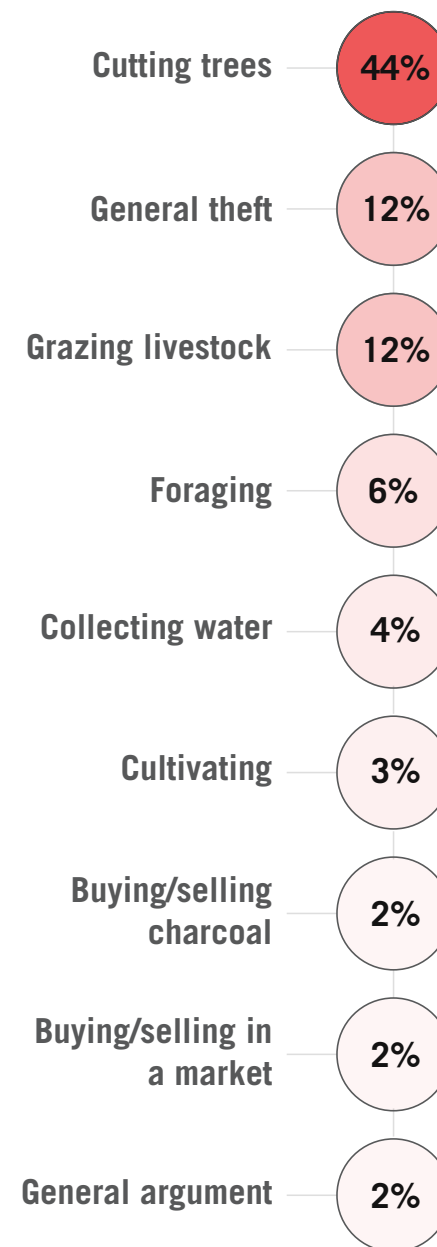 Cutting trees 44%
General theft 12%
Grazing livestock 12%
Foraging 6%
Collecting water 4%
Cultivating 3%
Buying/selling
charcoal 2%
Buying/selling in
a market 2%
General argument 2%